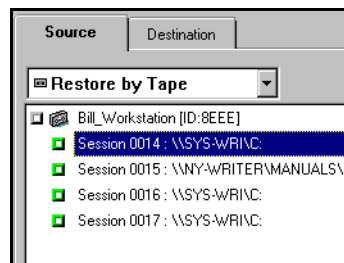 Source
Destination
Restore by Tape
Bill_Workstation [ID:8EEE]
Session 0014 : \\SYS-WRI\C:
Session 0015 : \\NY-WRITER\MANUALS\
Session 0016 : \\SYS-WRI\C:
Session 0017 : \\SYS-WRI\C: